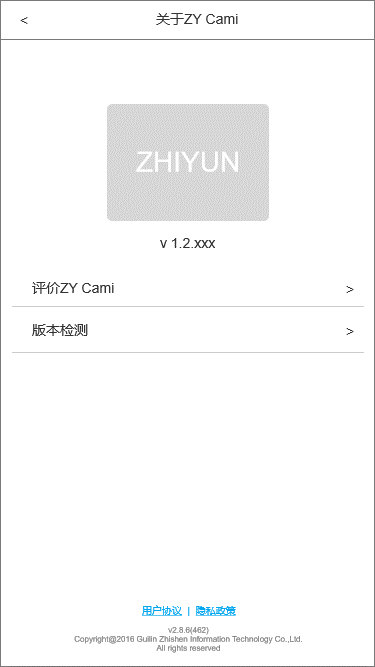 < 关于ZY Cami
ZHIYUN
v 1.2.xxx
评价ZY Cami >
版本检测 >
用户协议 | 隐私政策
v2.8.6(462)
Copyright@2016 Guilin Zhishen Information Technology Co.,Ltd.
All rights reserved